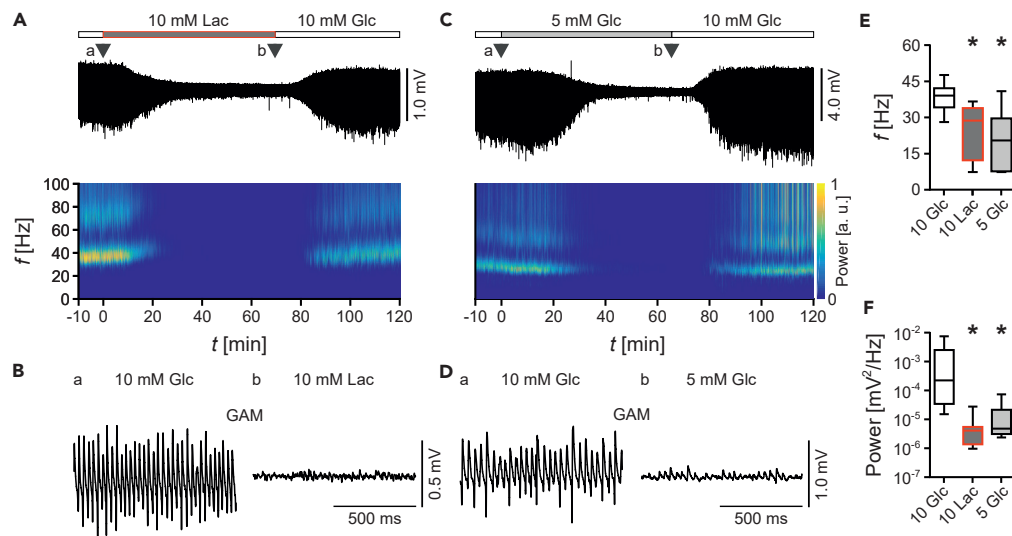 A
10 mM Lac
10 mM Glc
a
b
1.0 mV
100
80
60
40
20
0
f [Hz]
-10 0 20 40 60 80 100 120
t [min]
C
5 mM Glc
10 mM Glc
a
b
4.0 mV
1
0
Power [a. u.]
-10 0 20 40 60 80 100 120
t [min]
E
60
45
30
15
0
f [Hz]
* *
10 Glc
10 Lac
5 Glc
B
a 10 mM Glc
b 10 mM Lac
GAM
0.5 mV
500 ms
D
a 10 mM Glc
b 5 mM Glc
GAM
1.0 mV
500 ms
F
10⁻²
10⁻³
10⁻⁴
10⁻⁵
10⁻⁶
10⁻⁷
Power [mV²/Hz]
* *
10 Glc
10 Lac
5 Glc